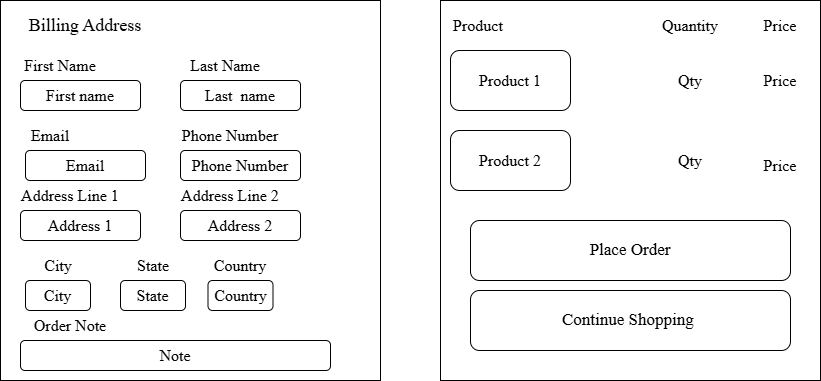 Billing Address
First Name Last Name
First name Last name
Email Phone Number
Email Phone Number
Address Line 1 Address Line 2
Address 1 Address 2
City State Country
City State Country
Order Note
Note
Product Quantity Price
Product 1 Qty Price
Product 2 Qty Price
Place Order
Continue Shopping